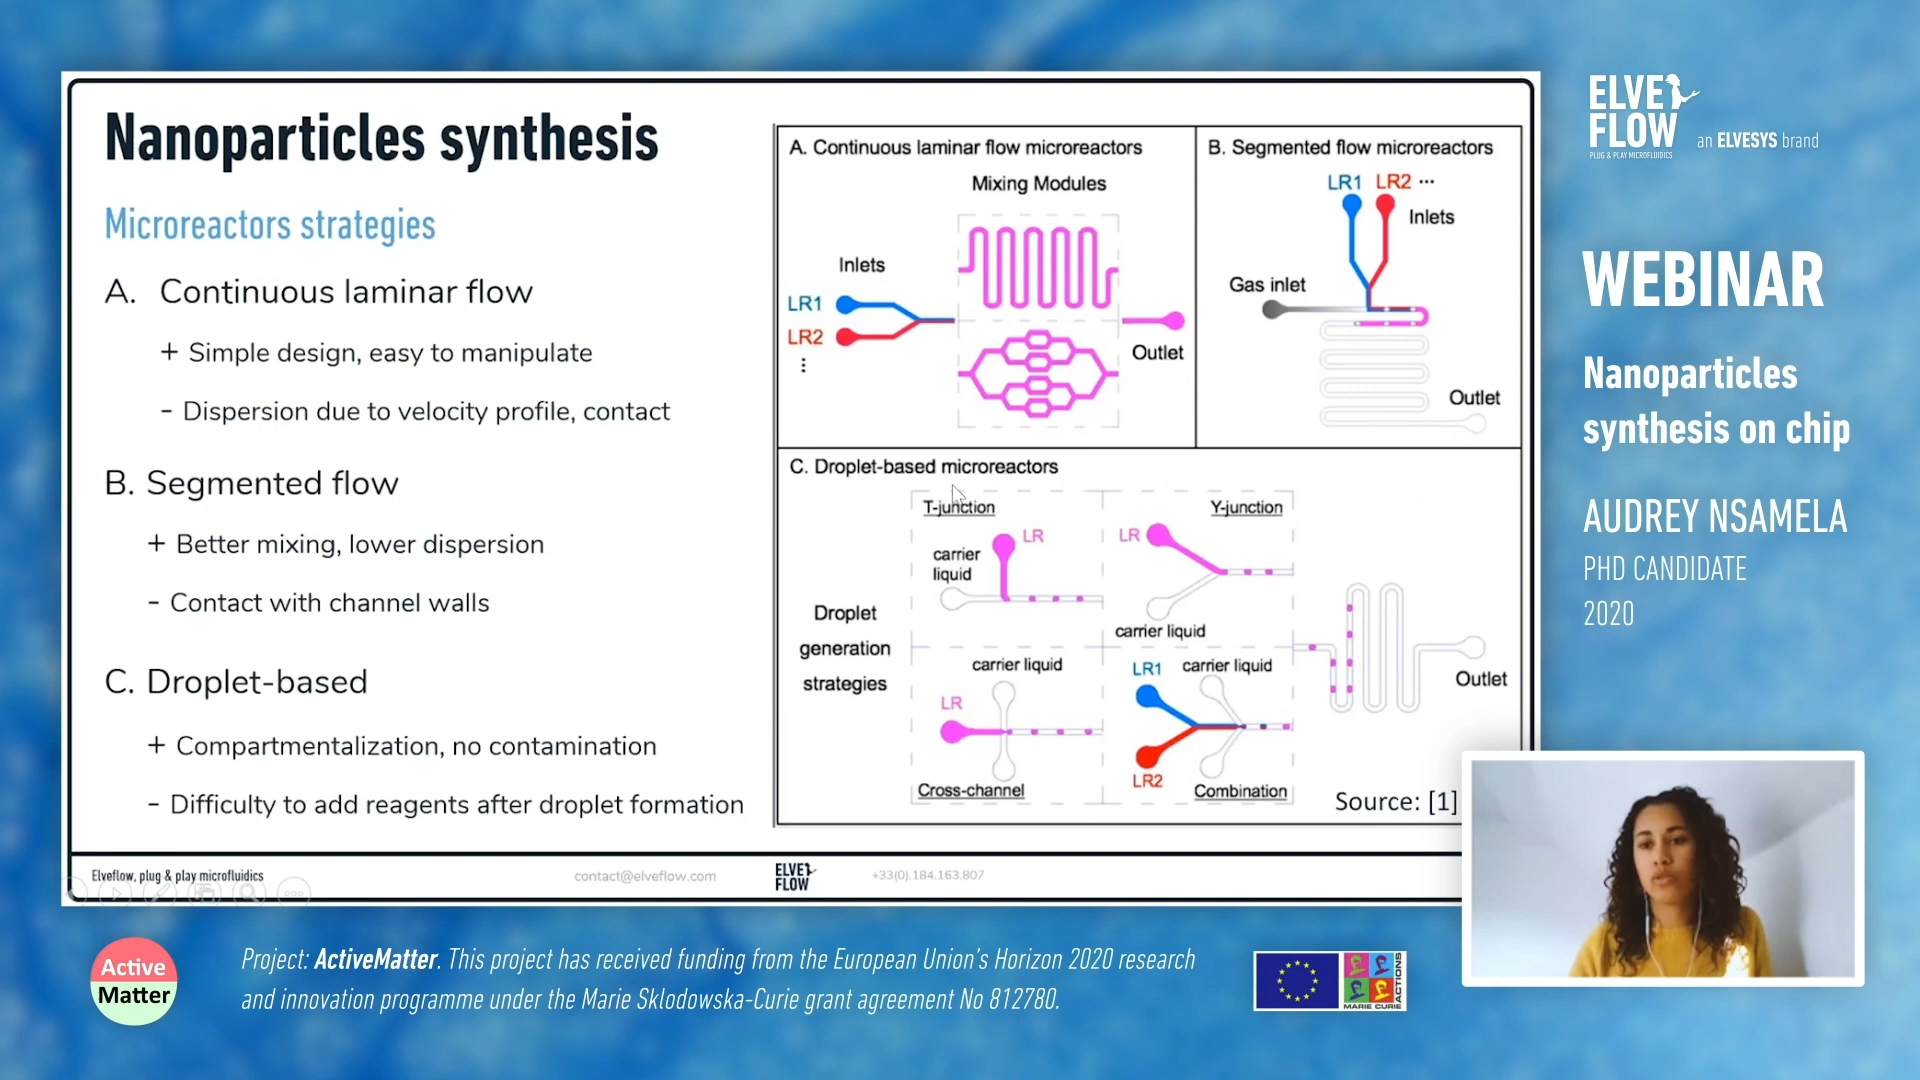 Nanoparticles synthesis
Microreactors strategies
A. Continuous laminar flow
+ Simple design, easy to manipulate
- Dispersion due to velocity profile, contact
B. Segmented flow
+ Better mixing, lower dispersion
- Contact with channel walls
C. Droplet-based
+ Compartmentalization, no contamination
- Difficulty to add reagents after droplet formation
A. Continuous laminar flow microreactors
Mixing Modules
Inlets
LR1
LR2
⋮
Outlet
B. Segmented flow microreactors
LR1 LR2 ...
Inlets
Gas inlet
Outlet
C. Droplet-based microreactors
Droplet
generation
strategies
T-junction
LR
carrier
liquid
Y-junction
LR
carrier liquid
carrier liquid
LR
Cross-channel
LR1 carrier liquid
LR2
Combination
Outlet
Source: [1]
Elveflow, plug & play microfluidics
contact@elveflow.com
ELVE
FLOW
+33(0).184.163.807
ELVE
FLOW
PLUG & PLAY MICROFLUIDICS
an ELVESYS brand
WEBINAR
Nanoparticles
synthesis on chip
AUDREY NSAMELA
PHD CANDIDATE
2020
Active
Matter
Project: ActiveMatter. This project has received funding from the European Union's Horizon 2020 research
and innovation programme under the Marie Sklodowska-Curie grant agreement No 812780.
MARIE CURIE
ACTIONS